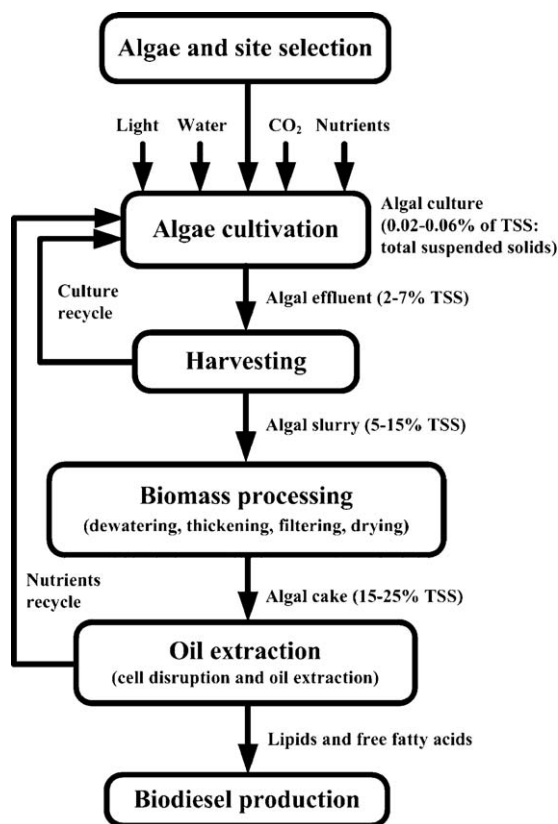 Algae and site selection
Light Water CO₂ Nutrients
Algae cultivation
Algal culture
(0.02-0.06% of TSS:
total suspended solids)
Culture
recycle
Algal effluent (2-7% TSS)
Harvesting
Algal slurry (5-15% TSS)
Biomass processing
(dewatering, thickening, filtering, drying)
Nutrients
recycle
Algal cake (15-25% TSS)
Oil extraction
(cell disruption and oil extraction)
Lipids and free fatty acids
Biodiesel production